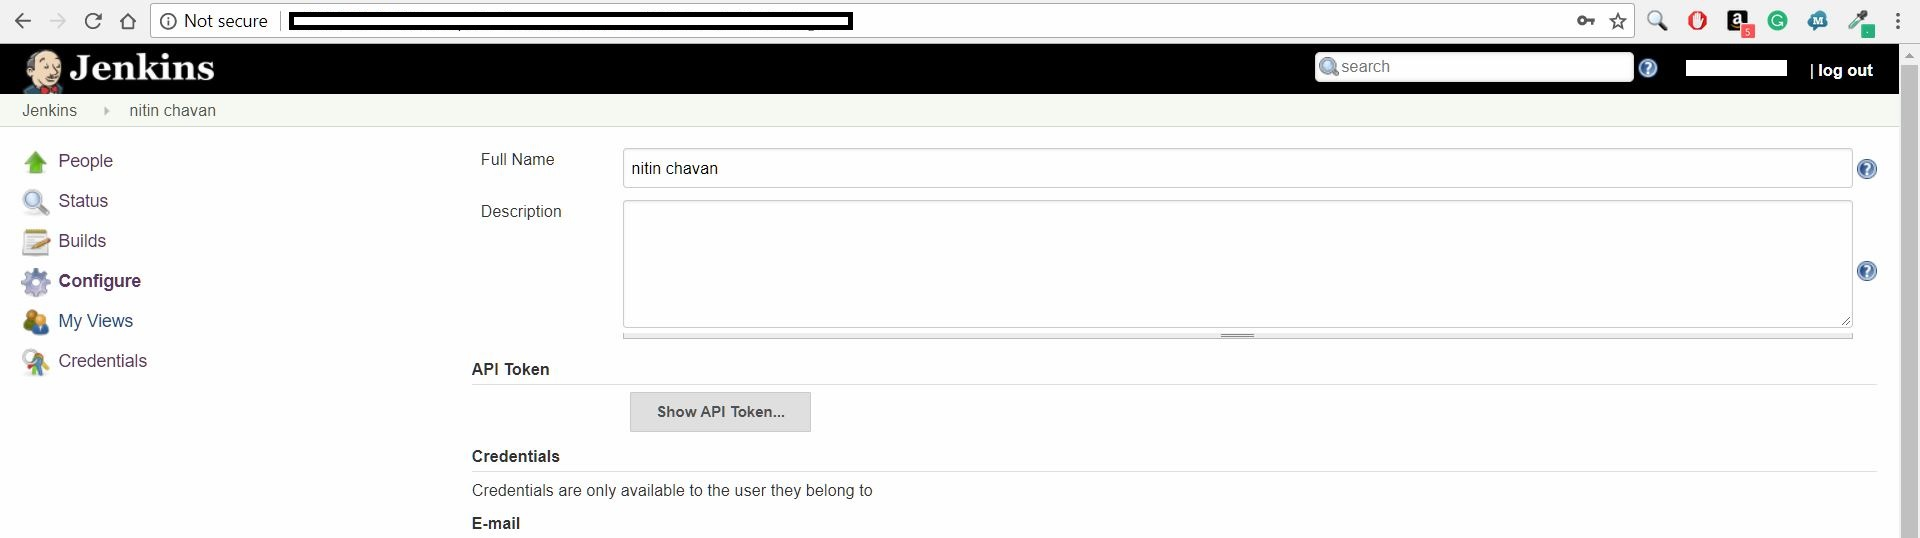 Not secure
5
M
Jenkins
search
| log out
Jenkins
nitin chavan
People
Status
Builds
Configure
My Views
Credentials
Full Name
nitin chavan
Description
API Token
Show API Token...
Credentials
Credentials are only available to the user they belong to
E-mail